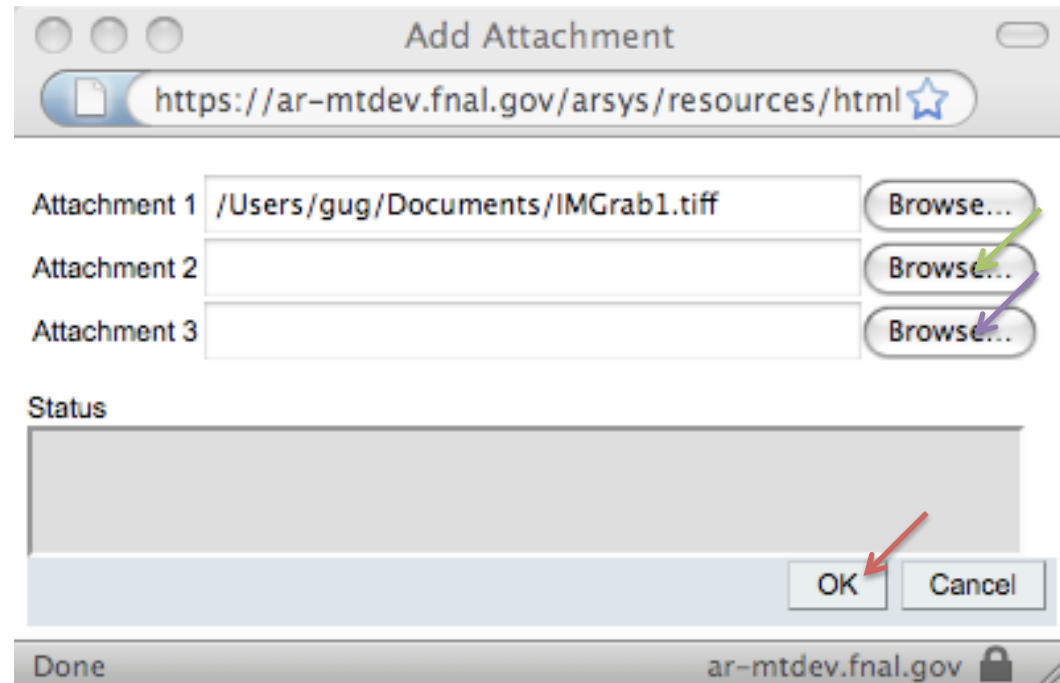 Add Attachment
https://ar-mtdev.fnal.gov/arsys/resources/html
Attachment 1 /Users/gug/Documents/IMGrab1.tiff Browse...
Attachment 2 Browse...
Attachment 3 Browse...
Status
OK Cancel
Done ar-mtdev.fnal.gov